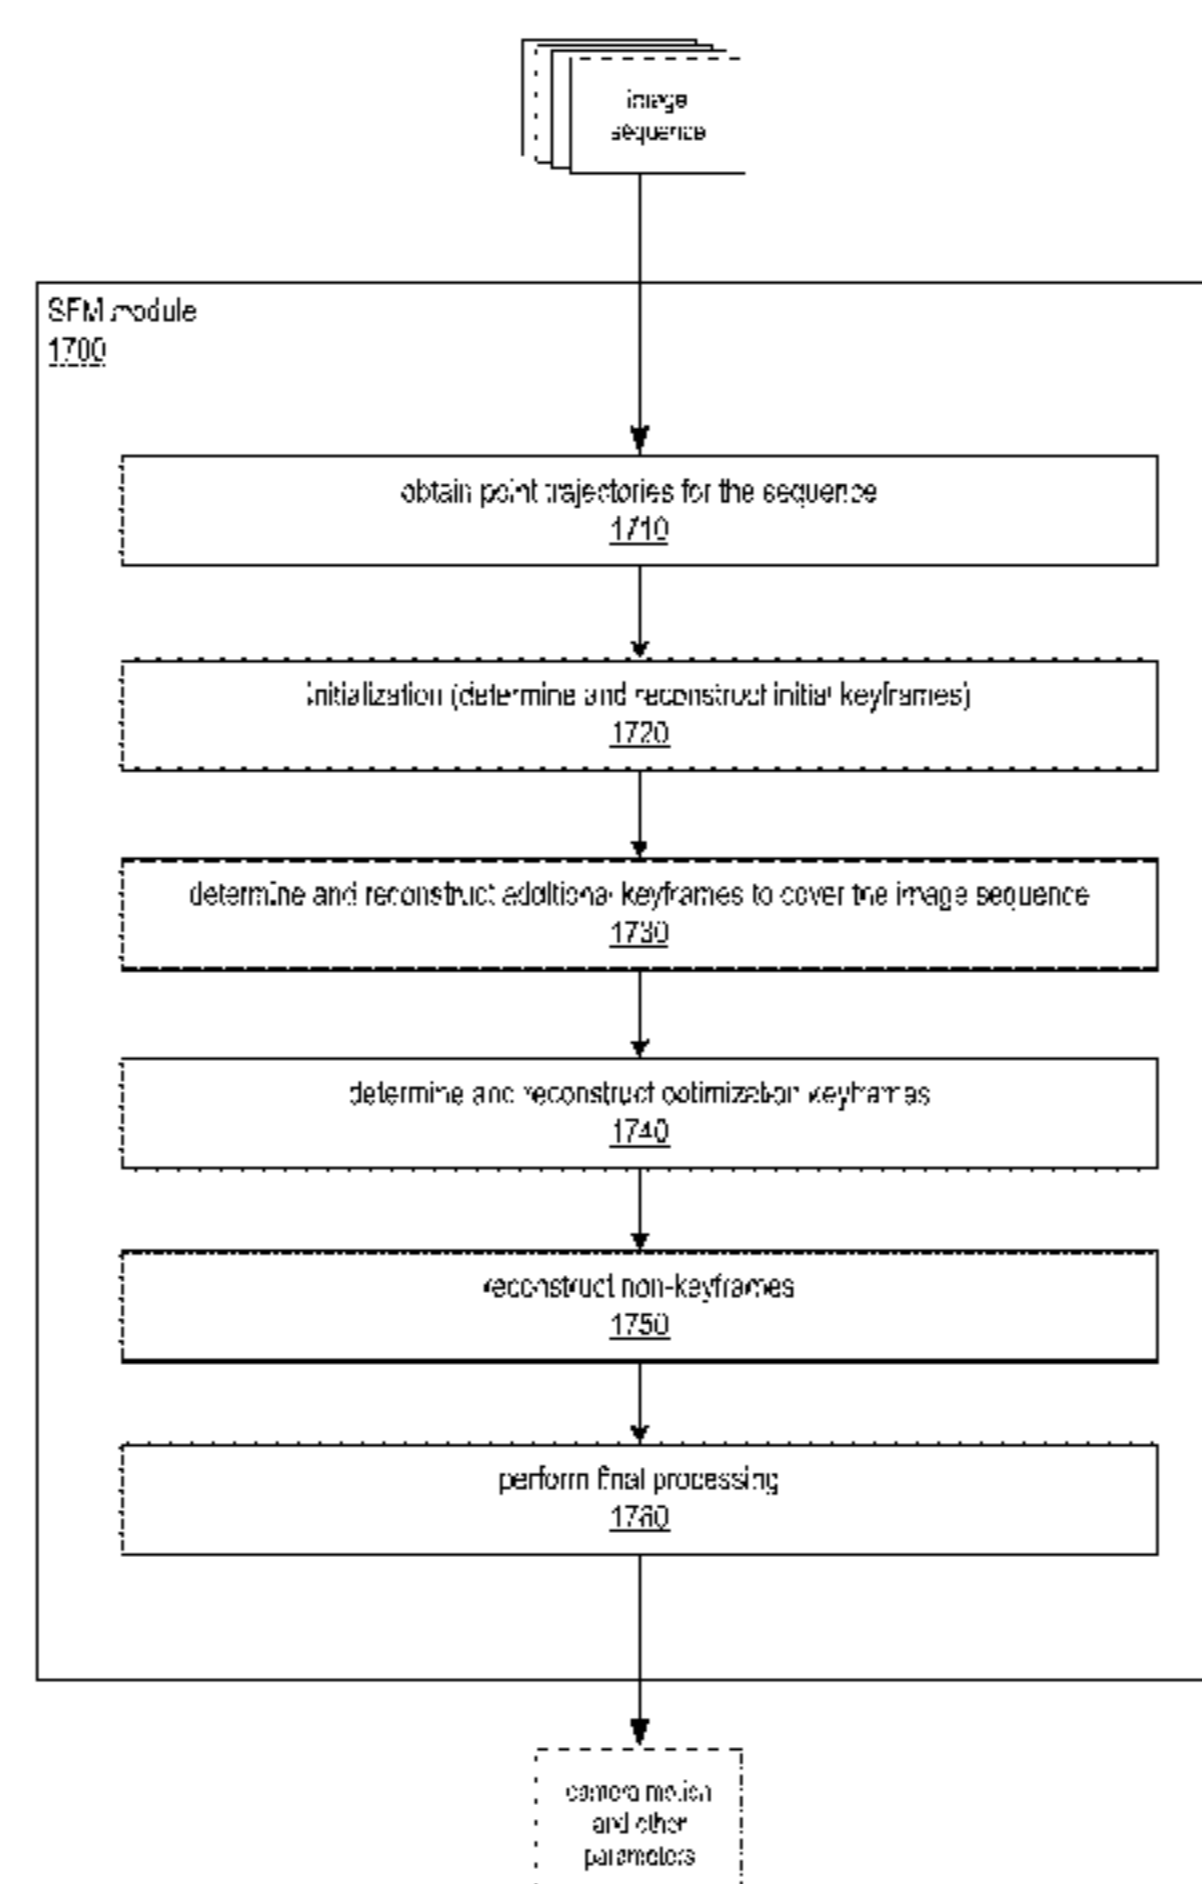 image
sequence
SFM module
1700
obtain point trajectories for the sequence
1710
initialization (determine and reconstruct initial keyframes)
1720
determine and reconstruct additional keyframes to cover the image sequence
1730
determine and reconstruct optimization keyframes
1740
reconstruct non-keyframes
1750
perform final processing
1760
camera motion
and other
parameters